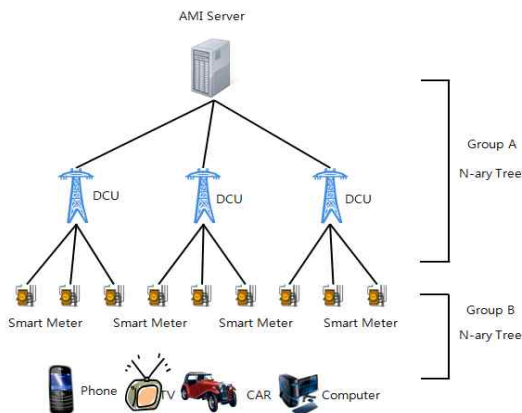 AMI Server
Group A
N-ary Tree
DCU
DCU
DCU
Smart Meter
Smart Meter
Smart Meter
Smart Meter
Group B
N-ary Tree
Phone
TV
CAR
Computer